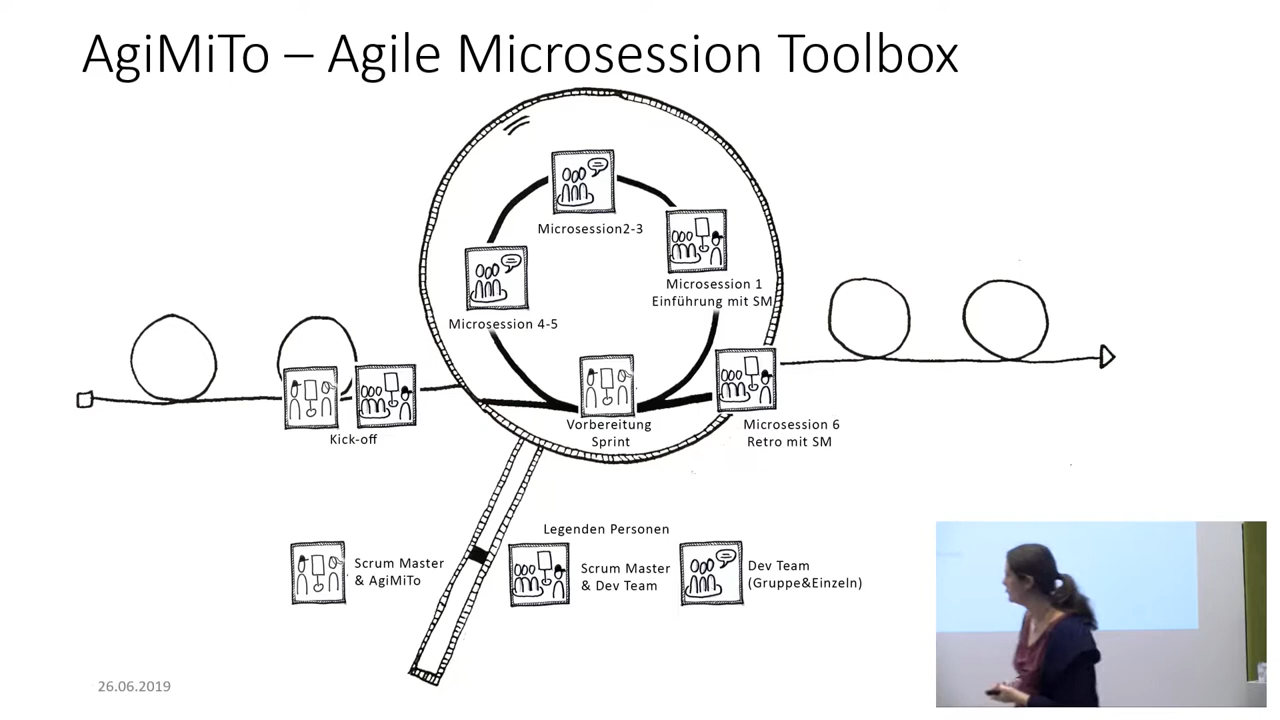 AgiMiTo – Agile Microsession Toolbox
Microsession2-3
Microsession 1
Einführung mit SM
Microsession 4-5
Vorbereitung
Sprint
Microsession 6
Retro mit SM
Kick-off
Legenden Personen
Scrum Master
& AgiMiTo
Scrum Master
& Dev Team
Dev Team
(Gruppe&Einzeln)
26.06.2019